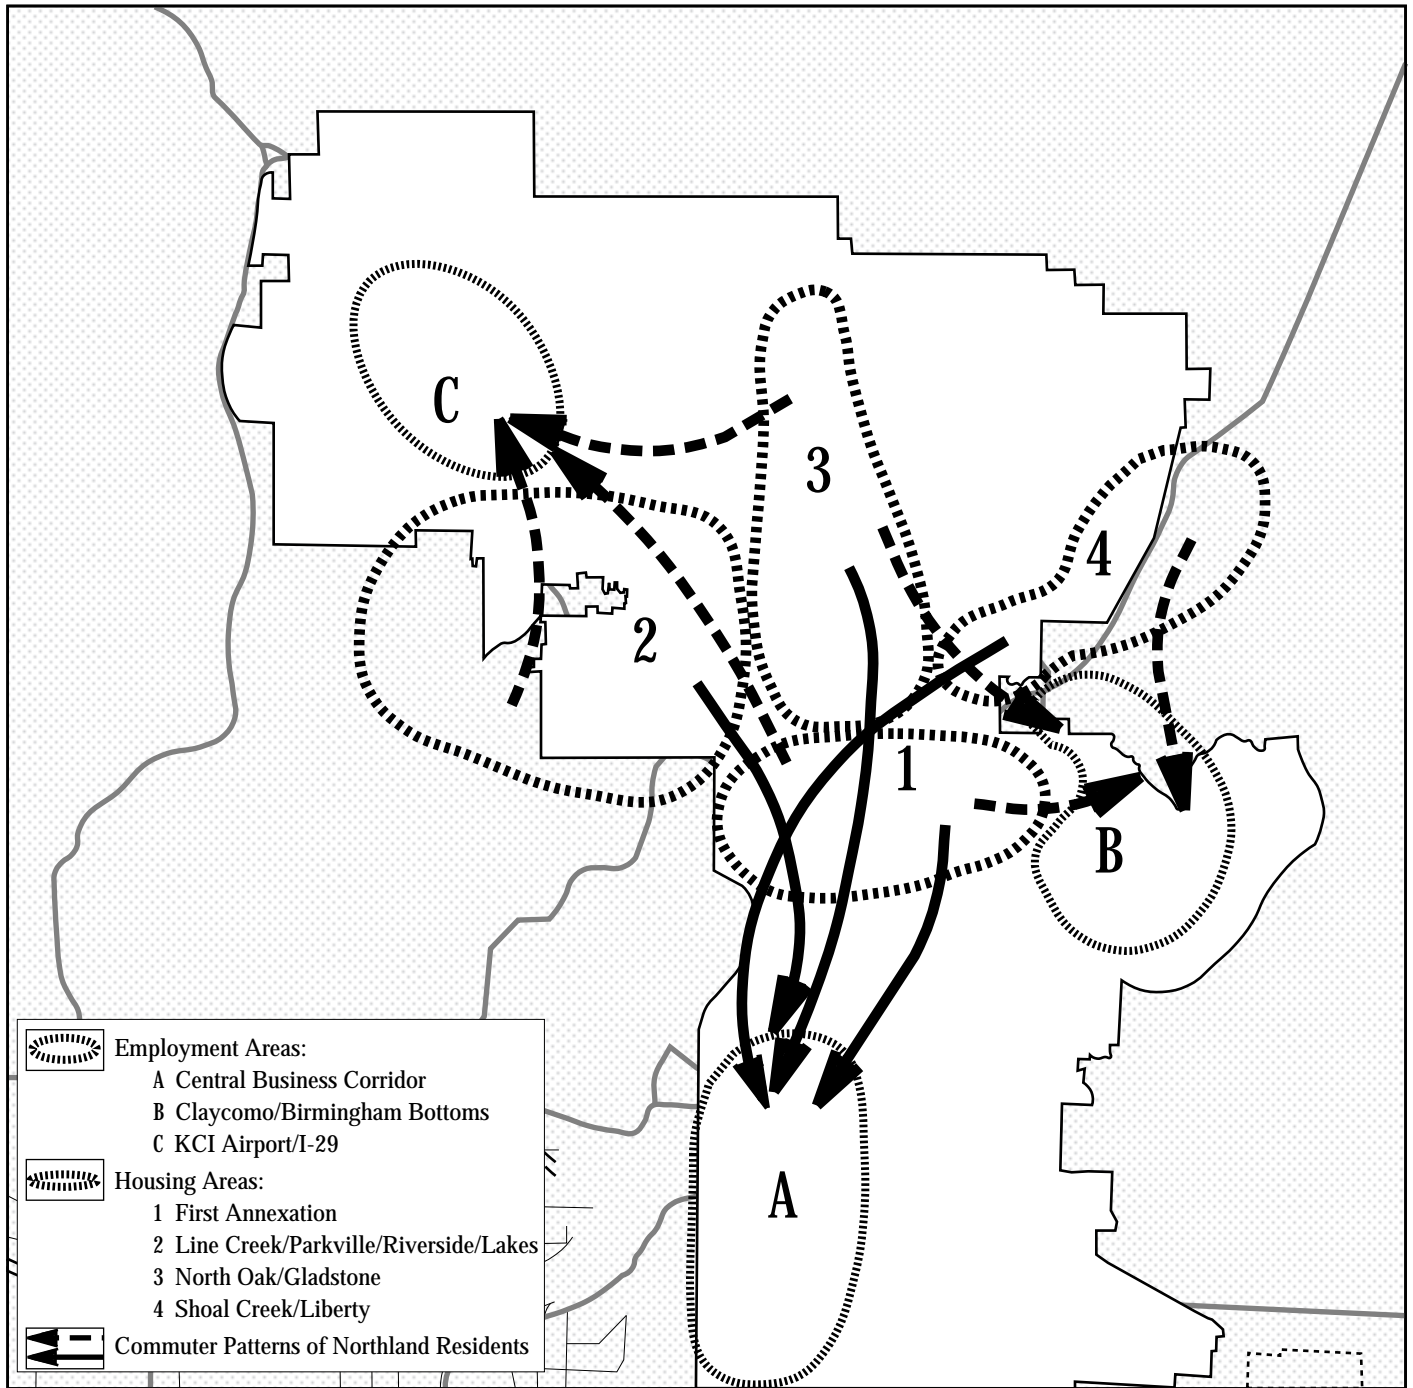 C
3
4
2
1
B
A
Employment Areas:
A Central Business Corridor
B Claycomo/Birmingham Bottoms
C KCI Airport/I-29
Housing Areas:
1 First Annexation
2 Line Creek/Parkville/Riverside/Lakes
3 North Oak/Gladstone
4 Shoal Creek/Liberty
Commuter Patterns of Northland Residents